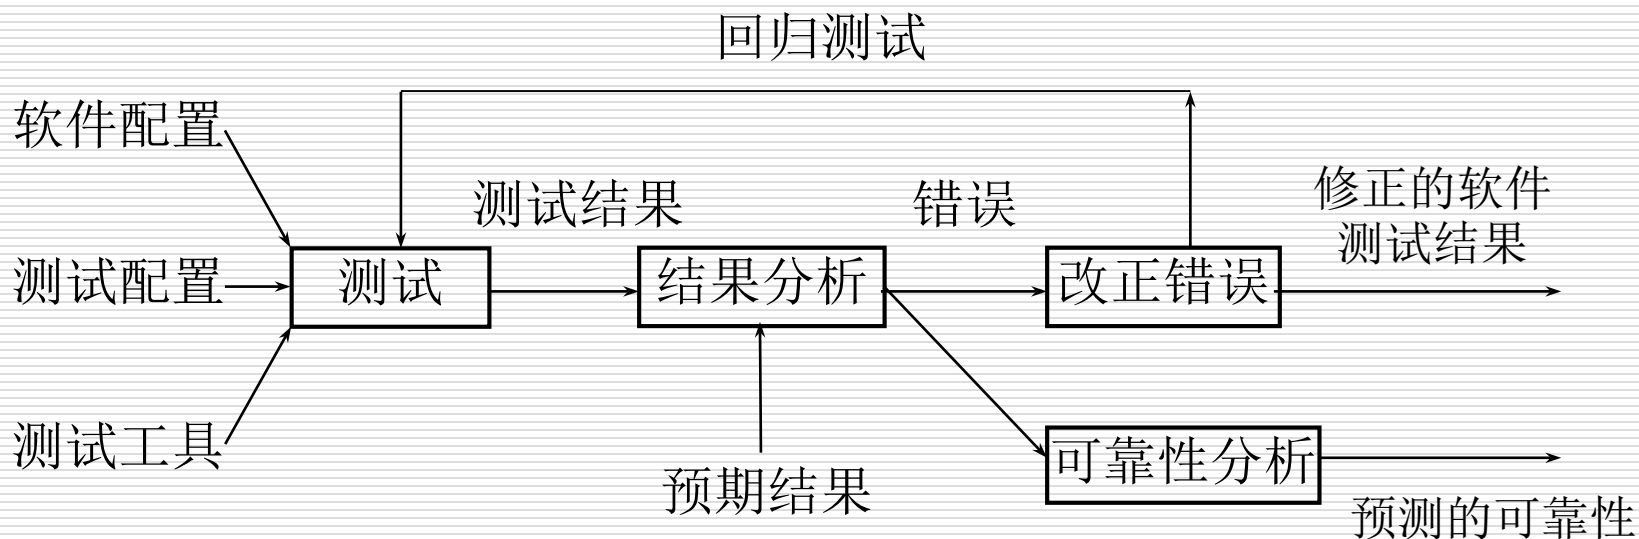 回归测试
软件配置
测试结果
错误
修正的软件
测试结果
测试配置
测试
结果分析
改正错误
测试工具
预期结果
可靠性分析
预测的可靠性